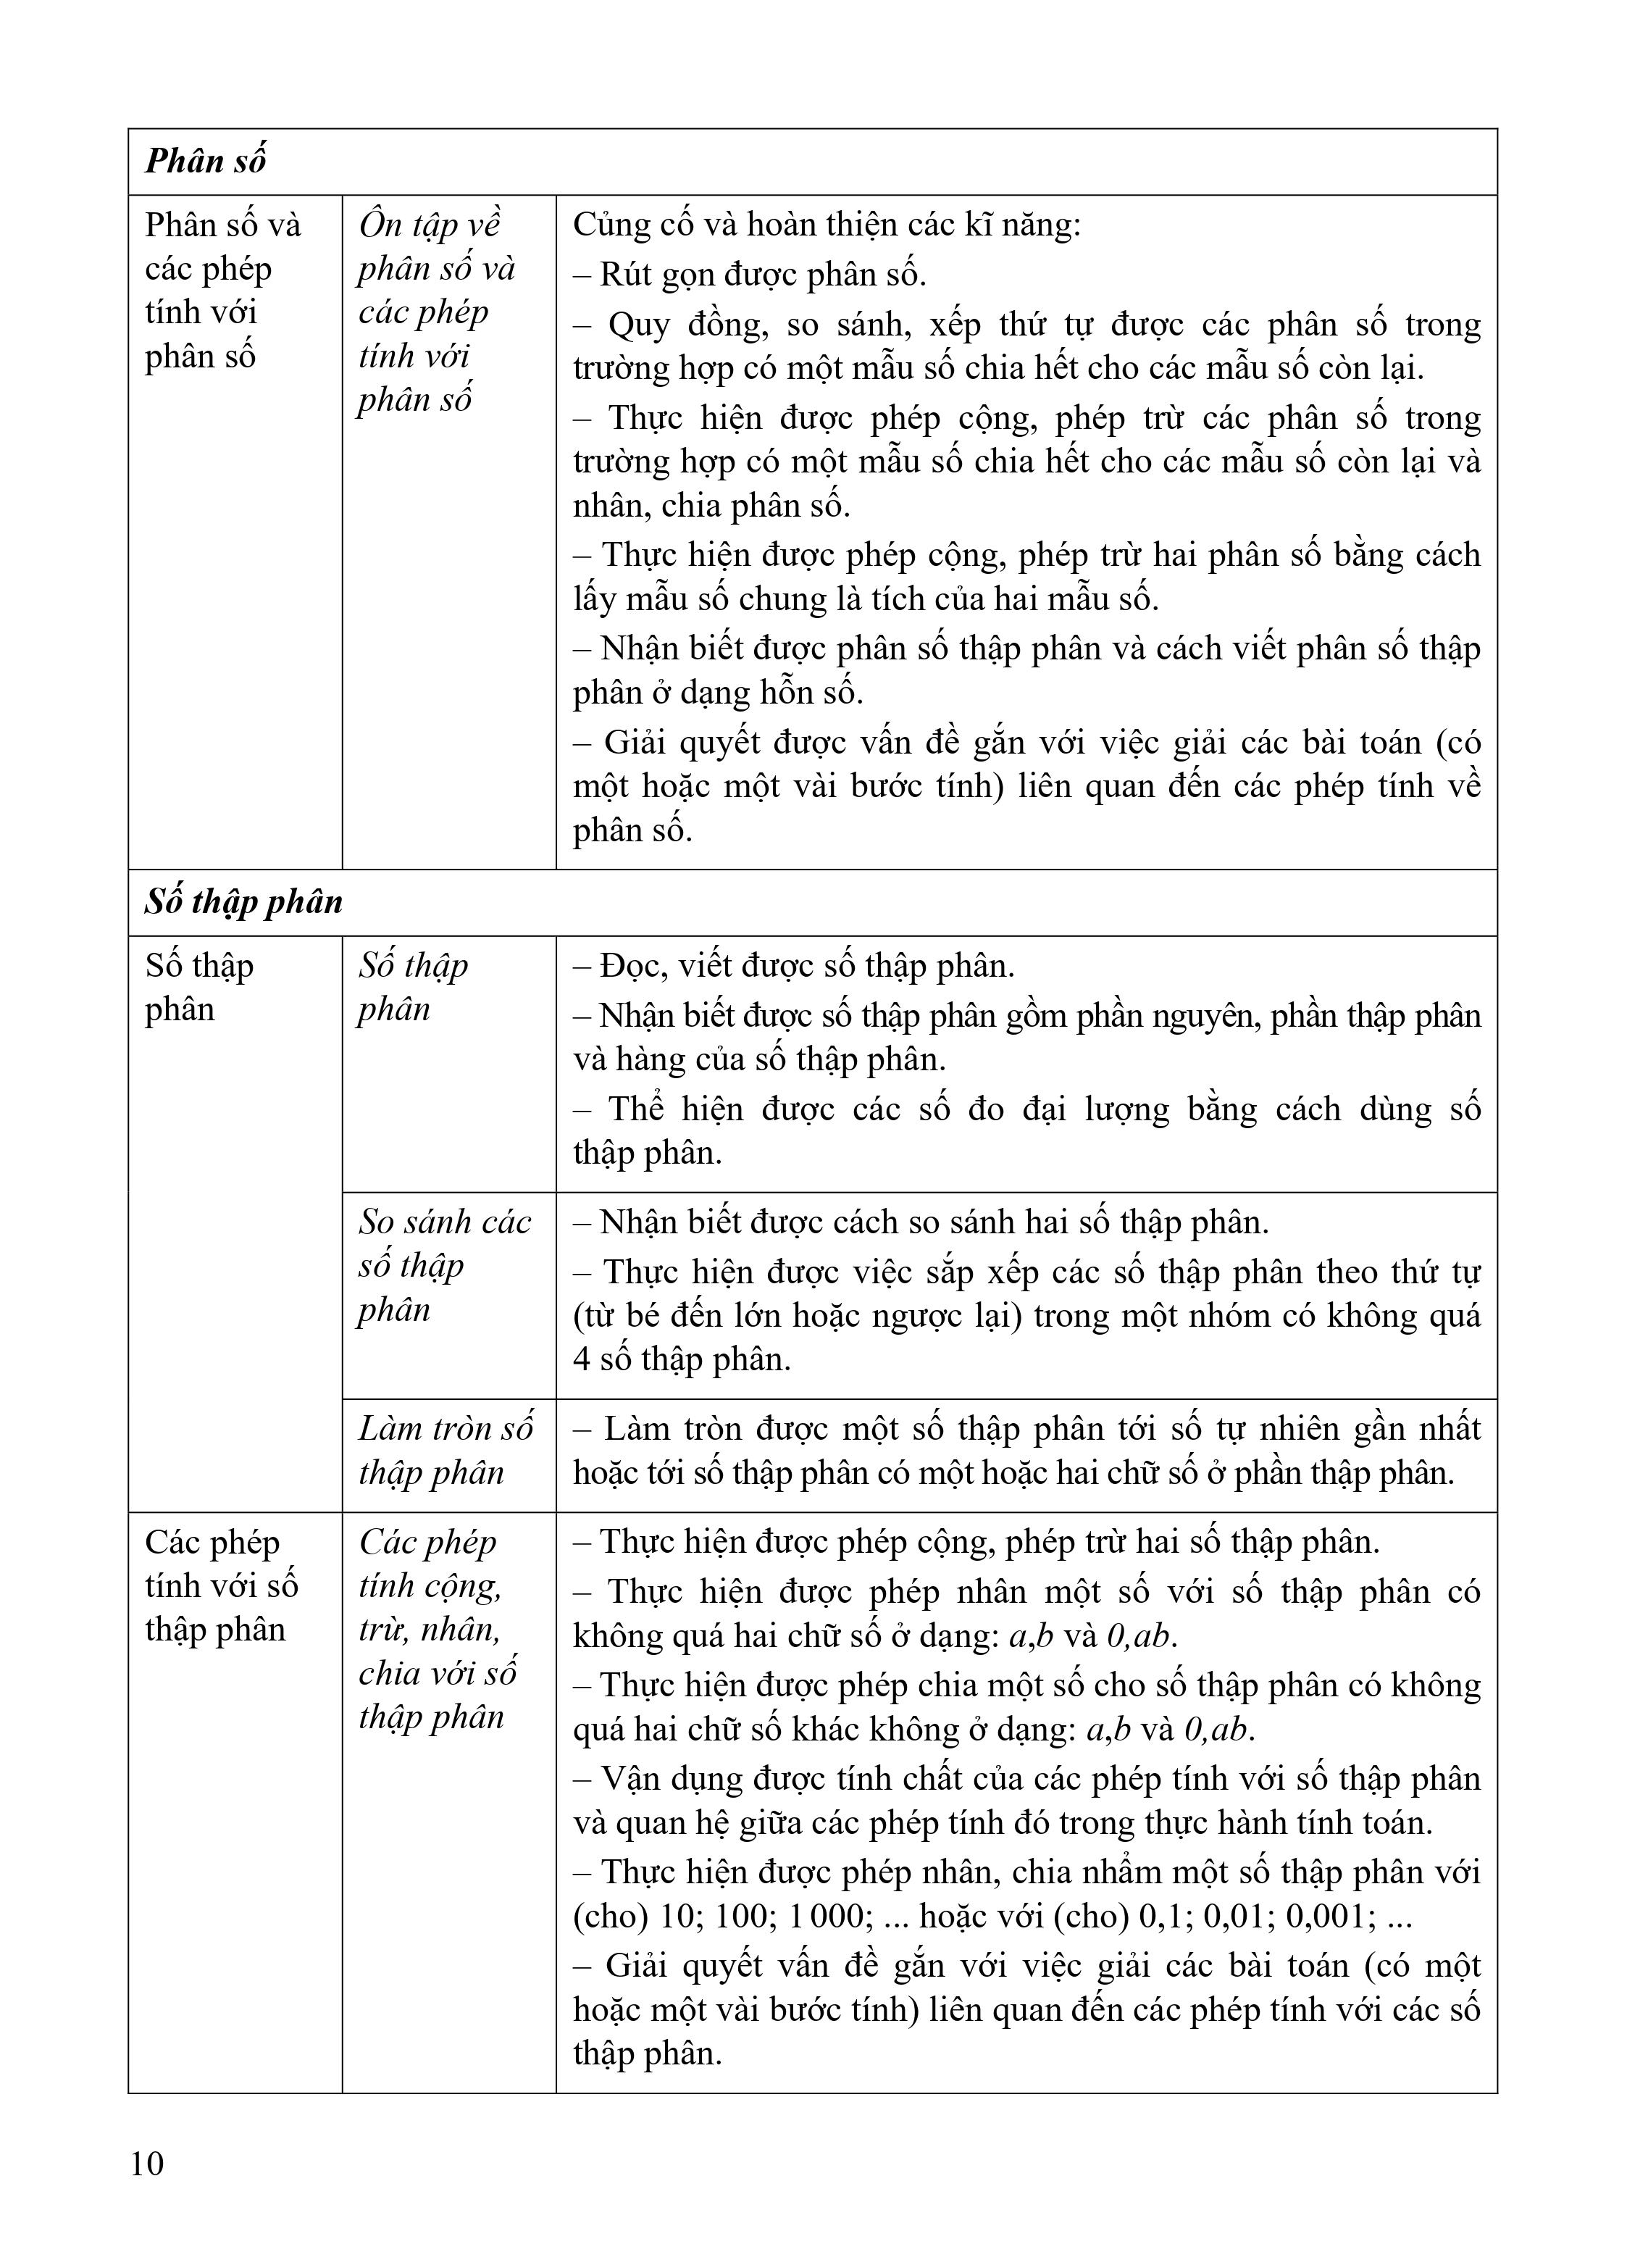 Phân số
Phân số và
các phép
tính với
phân số
Ôn tập về
phân số và
các phép
tính với
phân số
Củng cố và hoàn thiện các kĩ năng:
– Rút gọn được phân số.
– Quy đồng, so sánh, xếp thứ tự được các phân số trong
trường hợp có một mẫu số chia hết cho các mẫu số còn lại.
– Thực hiện được phép cộng, phép trừ các phân số trong
trường hợp có một mẫu số chia hết cho các mẫu số còn lại và
nhân, chia phân số.
– Thực hiện được phép cộng, phép trừ hai phân số bằng cách
lấy mẫu số chung là tích của hai mẫu số.
– Nhận biết được phân số thập phân và cách viết phân số thập
phân ở dạng hỗn số.
– Giải quyết được vấn đề gắn với việc giải các bài toán (có
một hoặc một vài bước tính) liên quan đến các phép tính về
phân số.
Số thập phân
Số thập
phân
Số thập
phân
– Đọc, viết được số thập phân.
– Nhận biết được số thập phân gồm phần nguyên, phần thập phân
và hàng của số thập phân.
– Thể hiện được các số đo đại lượng bằng cách dùng số
thập phân.
So sánh các
số thập
phân
– Nhận biết được cách so sánh hai số thập phân.
– Thực hiện được việc sắp xếp các số thập phân theo thứ tự
(từ bé đến lớn hoặc ngược lại) trong một nhóm có không quá
4 số thập phân.
Làm tròn số
thập phân
– Làm tròn được một số thập phân tới số tự nhiên gần nhất
hoặc tới số thập phân có một hoặc hai chữ số ở phần thập phân.
Các phép
tính với số
thập phân
Các phép
tính cộng,
trừ, nhân,
chia với số
thập phân
– Thực hiện được phép cộng, phép trừ hai số thập phân.
– Thực hiện được phép nhân một số với số thập phân có
không quá hai chữ số ở dạng: a,b và 0,ab.
– Thực hiện được phép chia một số cho số thập phân có không
quá hai chữ số khác không ở dạng: a,b và 0,ab.
– Vận dụng được tính chất của các phép tính với số thập phân
và quan hệ giữa các phép tính đó trong thực hành tính toán.
– Thực hiện được phép nhân, chia nhẩm một số thập phân với
(cho) 10; 100; 1 000; ... hoặc với (cho) 0,1; 0,01; 0,001; ...
– Giải quyết vấn đề gắn với việc giải các bài toán (có một
hoặc một vài bước tính) liên quan đến các phép tính với các số
thập phân.
10